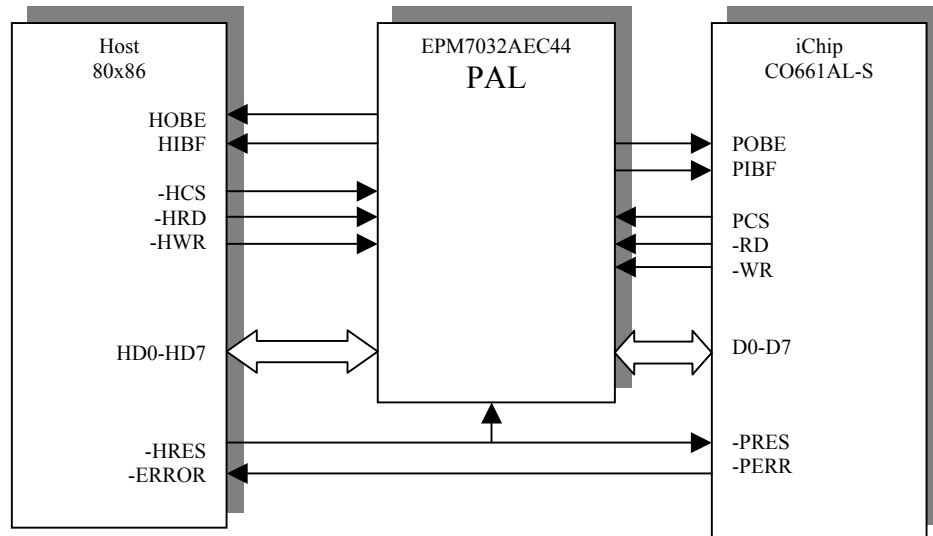 Host
80x86
HOBE
HIBF
-HCS
-HRD
-HWR
HD0-HD7
-HRES
-ERROR
EPM7032AEC44
PAL
iChip
CO661AL-S
POBE
PIBF
PCS
-RD
-WR
D0-D7
-PRES
-PERR